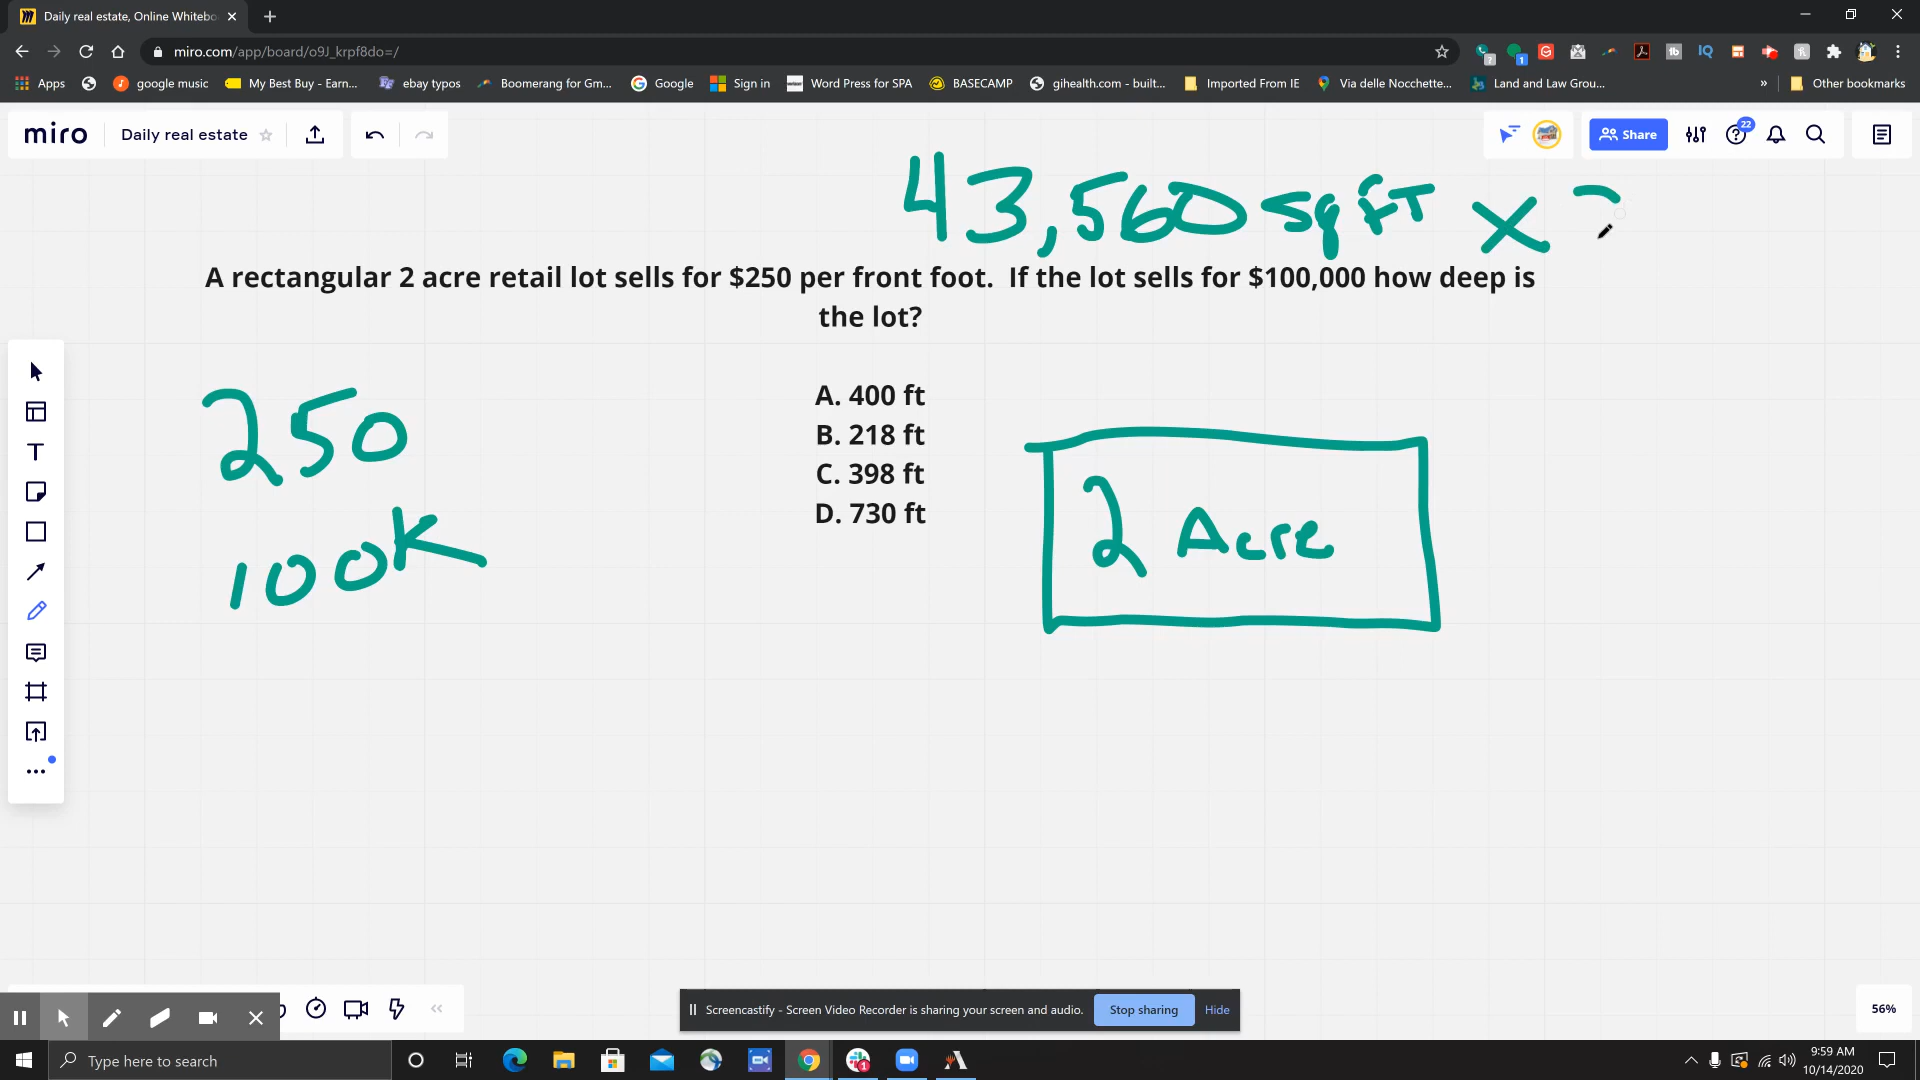 Daily real estate, Online Whitebo
miro.com/app/board/o9J_krpf8do=/
Apps
google music
My Best Buy - Earn...
ebay typos
Boomerang for Gm...
Google
Sign in
Word Press for SPA
BASECAMP
gihealth.com - built...
Imported From IE
Via delle Nocchette...
Land and Law Grou...
»
Other bookmarks
miro
Daily real estate
Share
22
43,560 sq ft x
A rectangular 2 acre retail lot sells for $250 per front foot. If the lot sells for $100,000 how deep is
the lot?
A. 400 ft
B. 218 ft
C. 398 ft
D. 730 ft
250
100K
2 Acre
Screencastify - Screen Video Recorder is sharing your screen and audio.
Stop sharing
Hide
56%
Type here to search
9:59 AM
10/14/2020